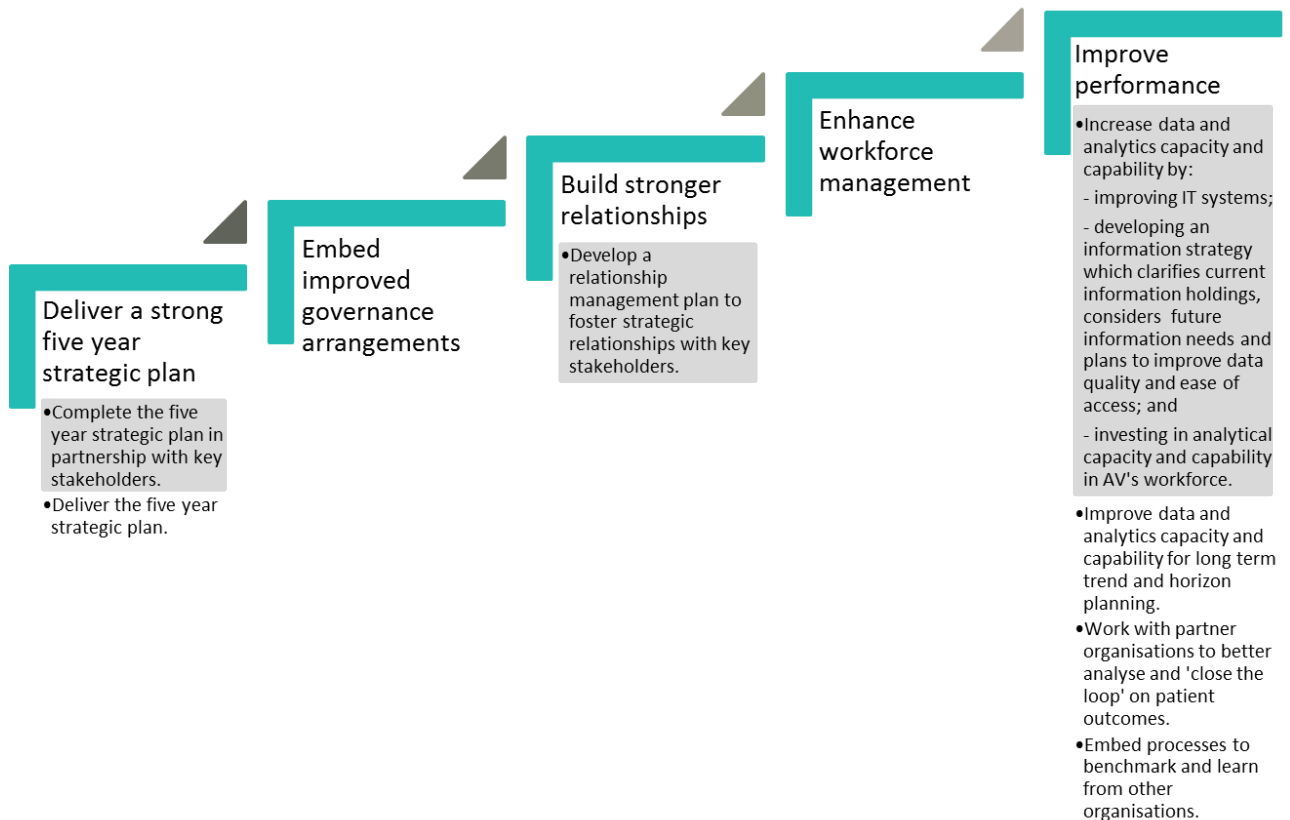 Deliver a strong
five year
strategic plan
•Complete the five
year strategic plan in
partnership with key
stakeholders.
•Deliver the five year
strategic plan.
Embed
improved
governance
arrangements
Build stronger
relationships
•Develop a
relationship
management plan to
foster strategic
relationships with key
stakeholders.
Enhance
workforce
management
Improve
performance
•Increase data and
analytics capacity and
capability by:
- improving IT systems;
- developing an
information strategy
which clarifies current
information holdings,
considers future
information needs and
plans to improve data
quality and ease of
access; and
- investing in analytical
capacity and capability
in AV's workforce.
•Improve data and
analytics capacity and
capability for long term
trend and horizon
planning.
•Work with partner
organisations to better
analyse and 'close the
loop' on patient
outcomes.
•Embed processes to
benchmark and learn
from other
organisations.